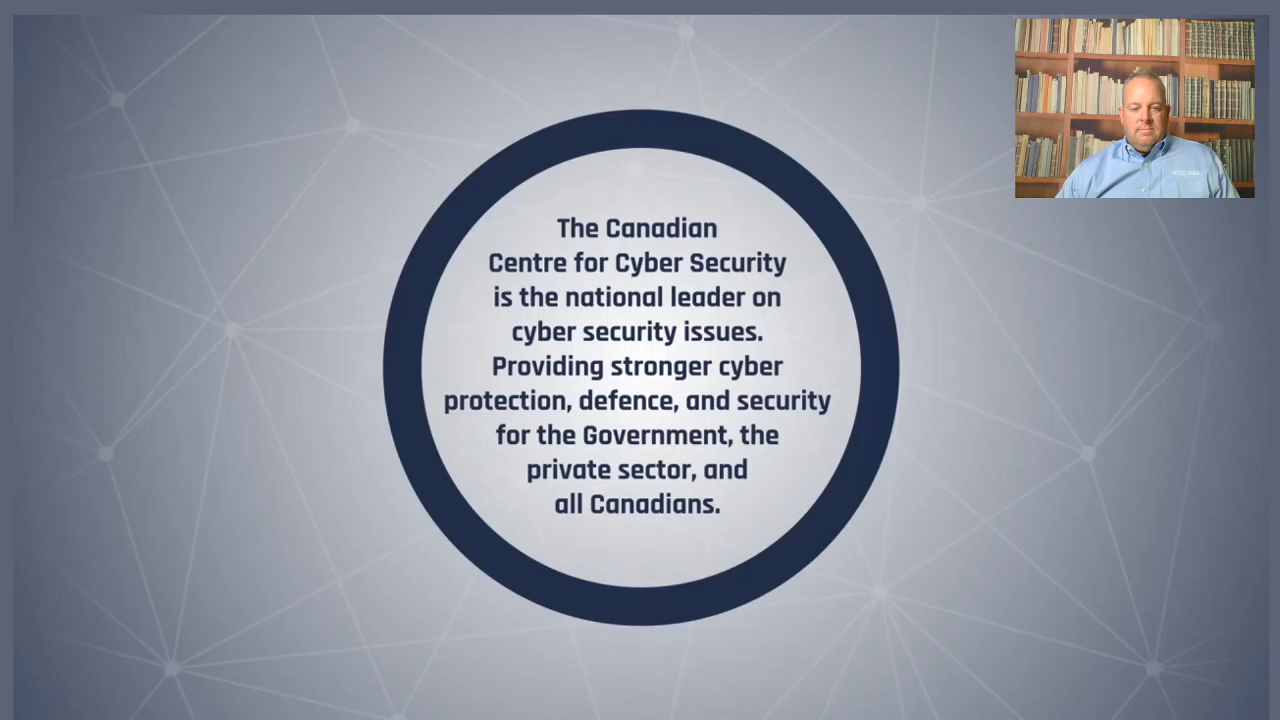 The Canadian
Centre for Cyber Security
is the national leader on
cyber security issues.
Providing stronger cyber
protection, defence, and security
for the Government, the
private sector, and
all Canadians.